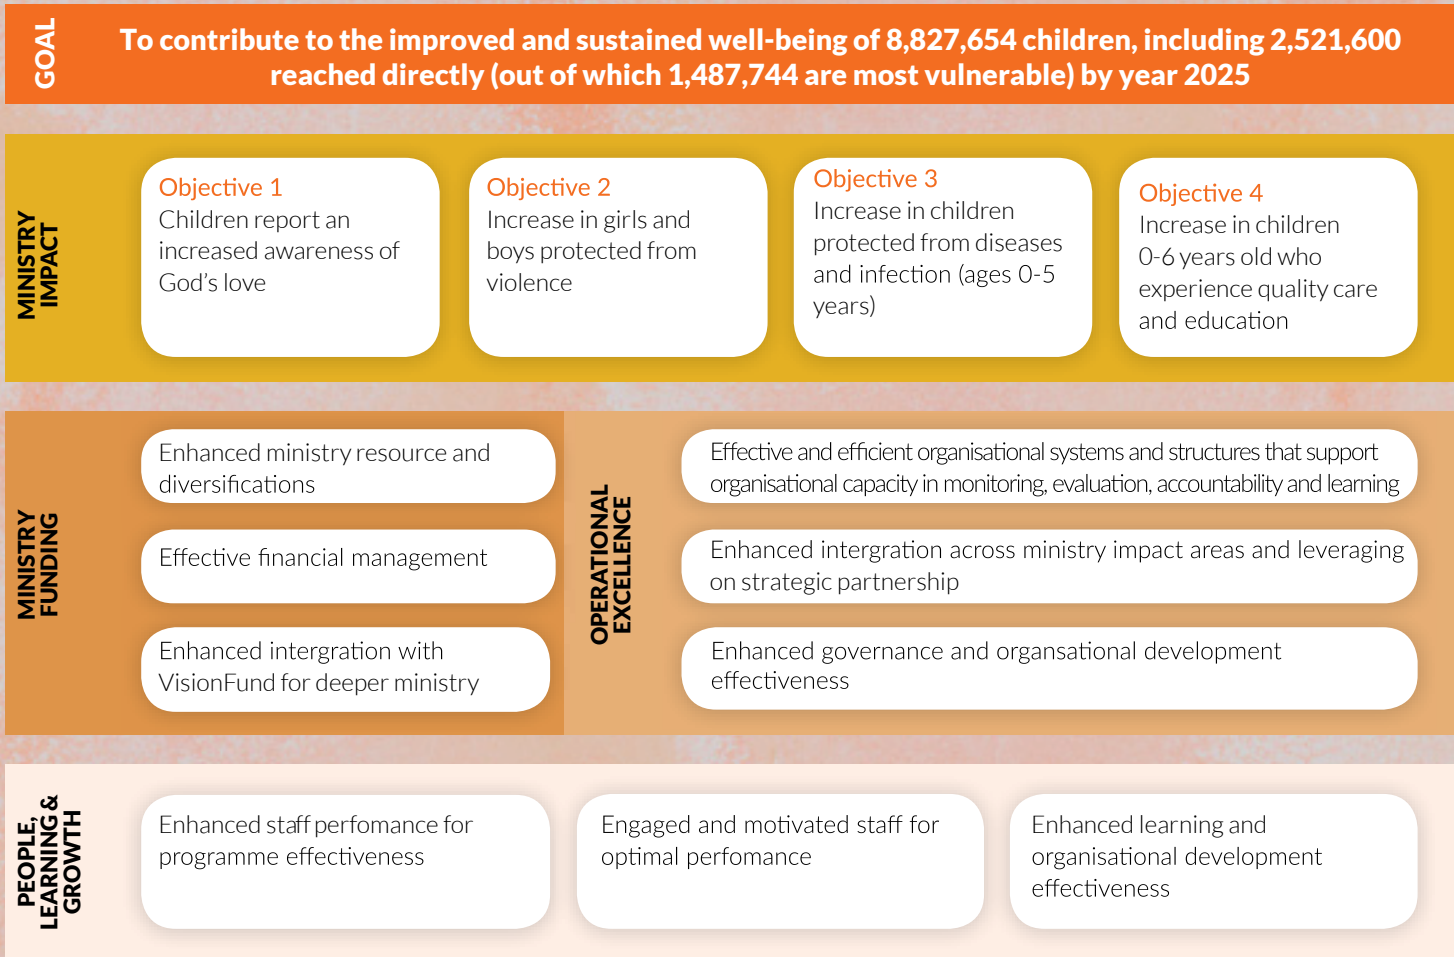 GOAL
To contribute to the improved and sustained well-being of 8,827,654 children, including 2,521,600
reached directly (out of which 1,487,744 are most vulnerable) by year 2025
MINISTRY
IMPACT
Objective 1
Children report an
increased awareness of
God’s love
Objective 2
Increase in girls and
boys protected from
violence
Objective 3
Increase in children
protected from diseases
and infection (ages 0-5
years)
Objective 4
Increase in children
0-6 years old who
experience quality care
and education
MINISTRY
FUNDING
Enhanced ministry resource and
diversifications
Effective financial management
Enhanced intergration with
VisionFund for deeper ministry
OPERATIONAL
EXCELLENCE
Effective and efficient organisational systems and structures that support
organisational capacity in monitoring, evaluation, accountability and learning
Enhanced intergration across ministry impact areas and leveraging
on strategic partnership
Enhanced governance and organsational development
effectiveness
PEOPLE,
LEARNING &
GROWTH
Enhanced staff perfomance for
programme effectiveness
Engaged and motivated staff for
optimal perfomance
Enhanced learning and
organisational development
effectiveness